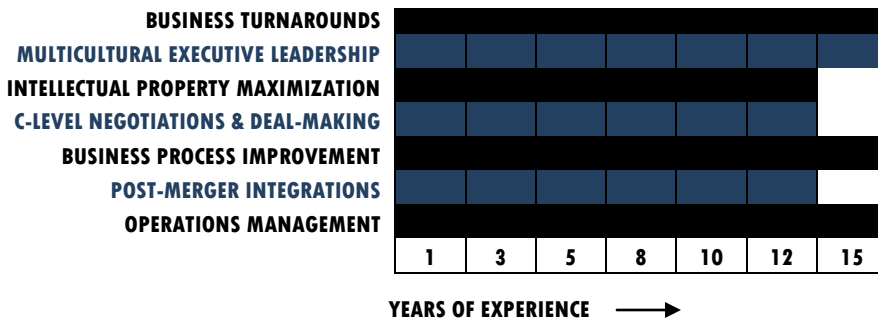 BUSINESS TURNAROUNDS
MULTICULTURAL EXECUTIVE LEADERSHIP
INTELLECTUAL PROPERTY MAXIMIZATION
C-LEVEL NEGOTIATIONS & DEAL-MAKING
BUSINESS PROCESS IMPROVEMENT
POST-MERGER INTEGRATIONS
OPERATIONS MANAGEMENT
1 3 5 8 10 12 15
YEARS OF EXPERIENCE